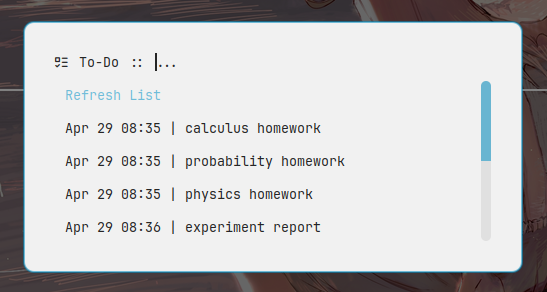 To-Do :: ...
Refresh List
Apr 29 08:35 | calculus homework
Apr 29 08:35 | probability homework
Apr 29 08:35 | physics homework
Apr 29 08:36 | experiment report